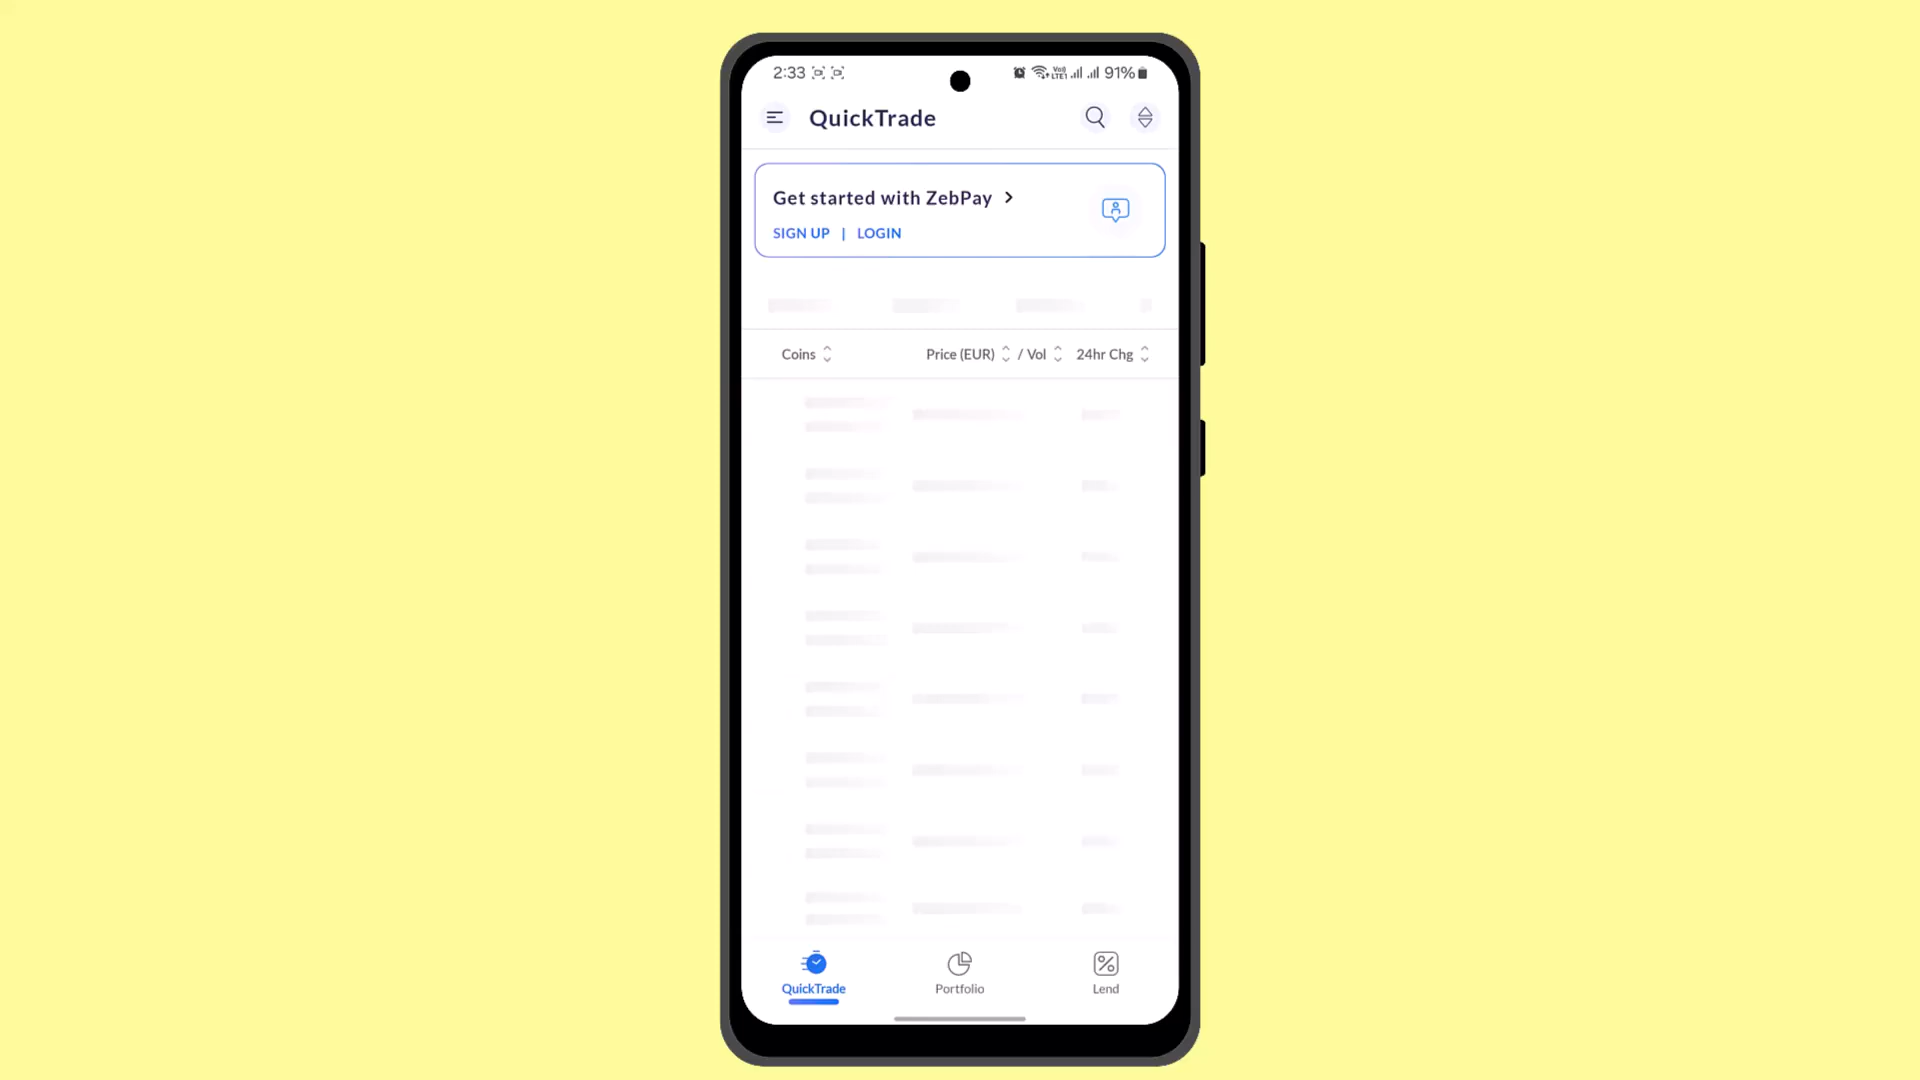 2:33 91%
QuickTrade
Get started with ZebPay
SIGN UP | LOGIN
Coins Price (EUR) / Vol 24hr Chg
QuickTrade Portfolio Lend